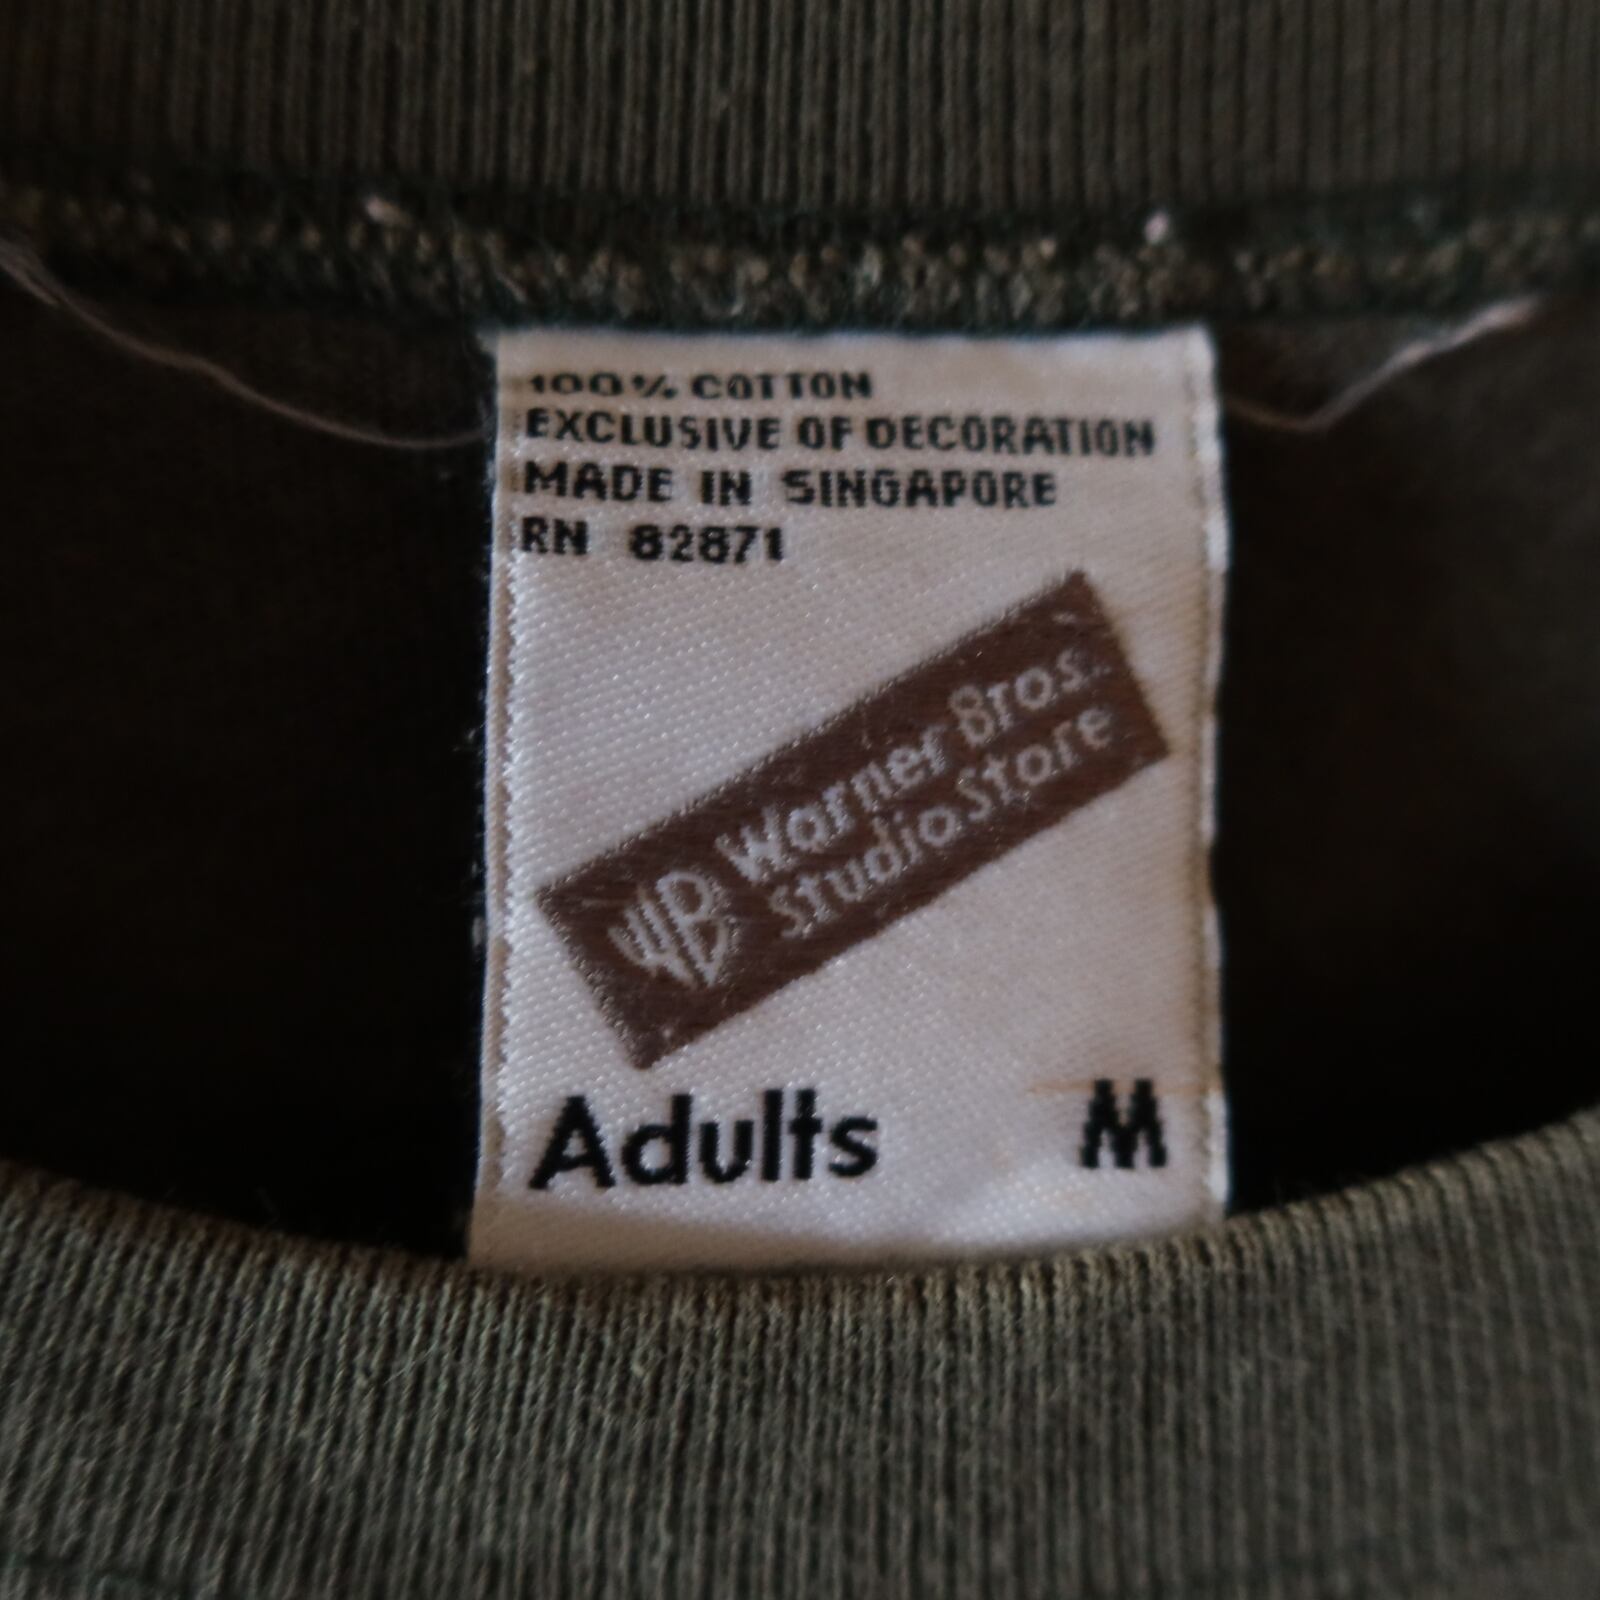 100% COTTON
EXCLUSIVE OF DECORATION
MADE IN SINGAPORE
RN 82871
WB Warner Bros.
Studio Store
Adults M